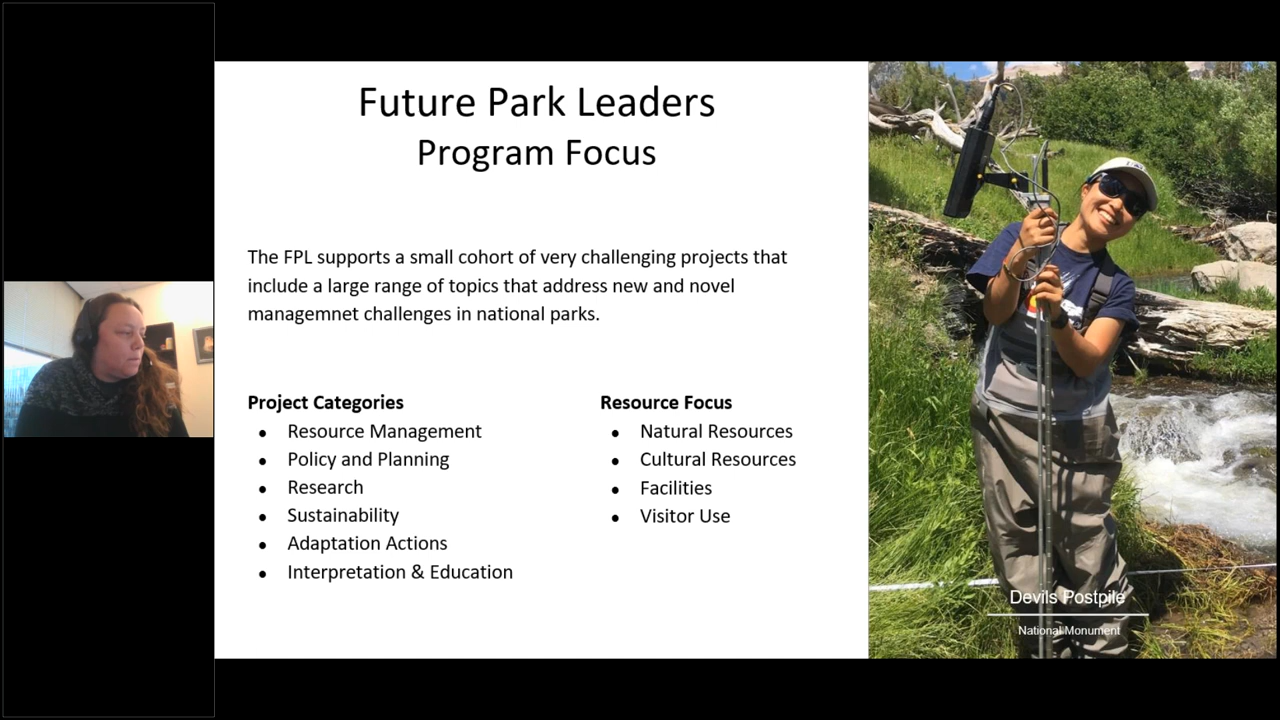 Future Park Leaders
Program Focus
The FPL supports a small cohort of very challenging projects that
include a large range of topics that address new and novel
managemnet challenges in national parks.
Project Categories
● Resource Management
● Policy and Planning
● Research
● Sustainability
● Adaptation Actions
● Interpretation & Education
Resource Focus
● Natural Resources
● Cultural Resources
● Facilities
● Visitor Use
Devils Postpile
National Monument